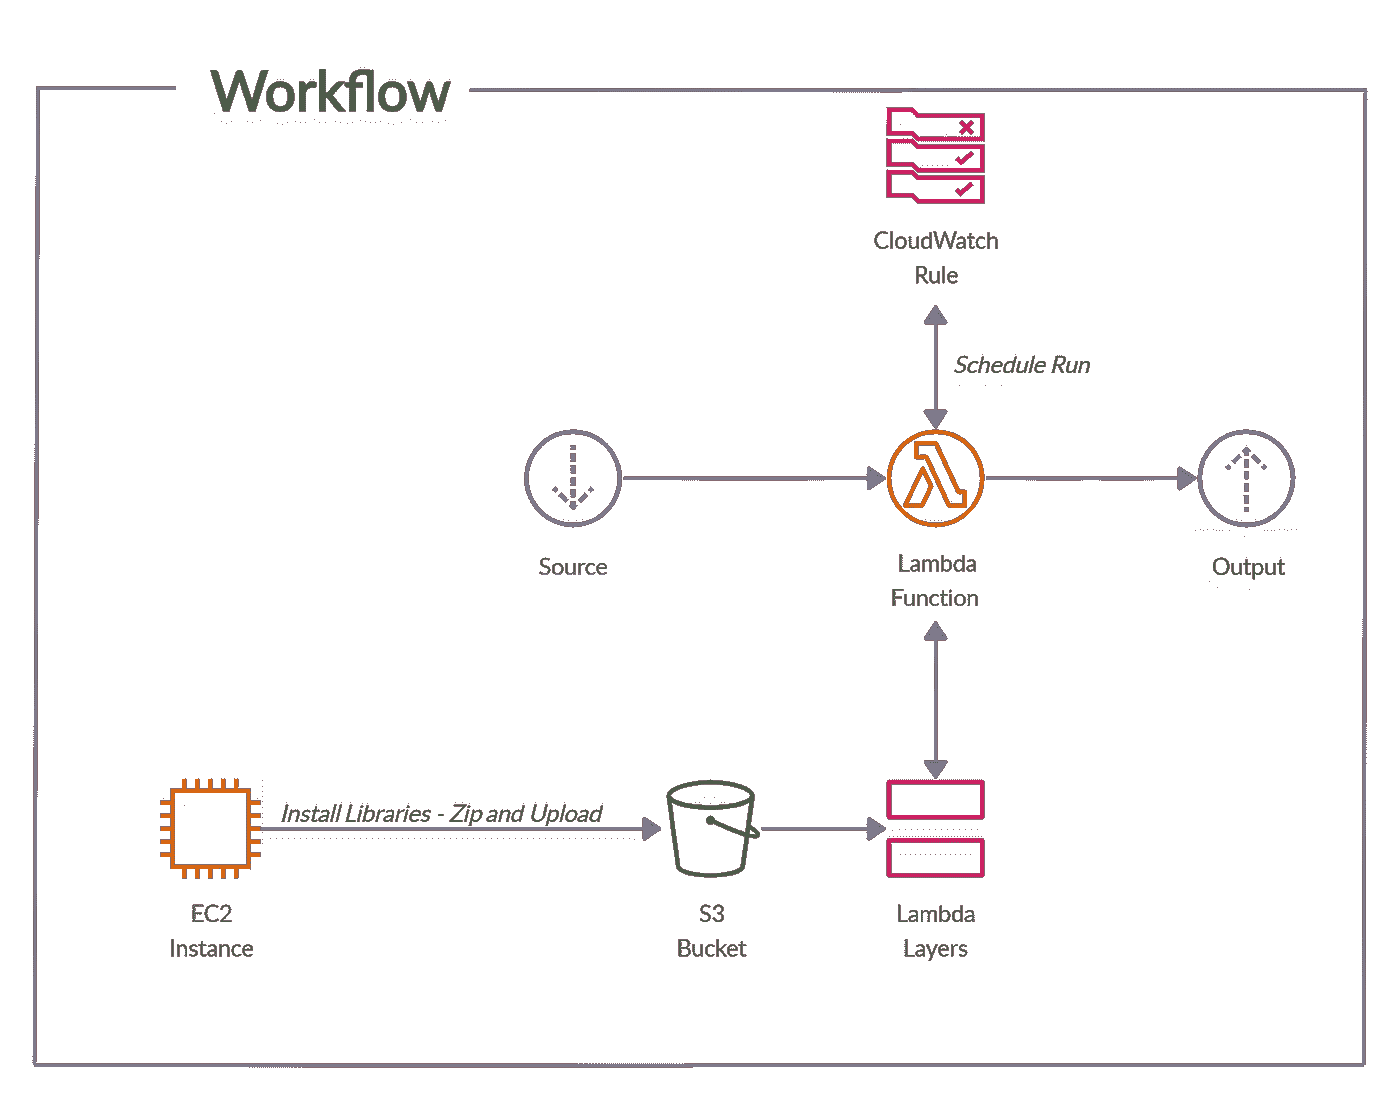 Workflow
CloudWatch
Rule
Schedule Run
Source
Lambda
Function
Output
Install Libraries - Zip and Upload
EC2
Instance
S3
Bucket
Lambda
Layers